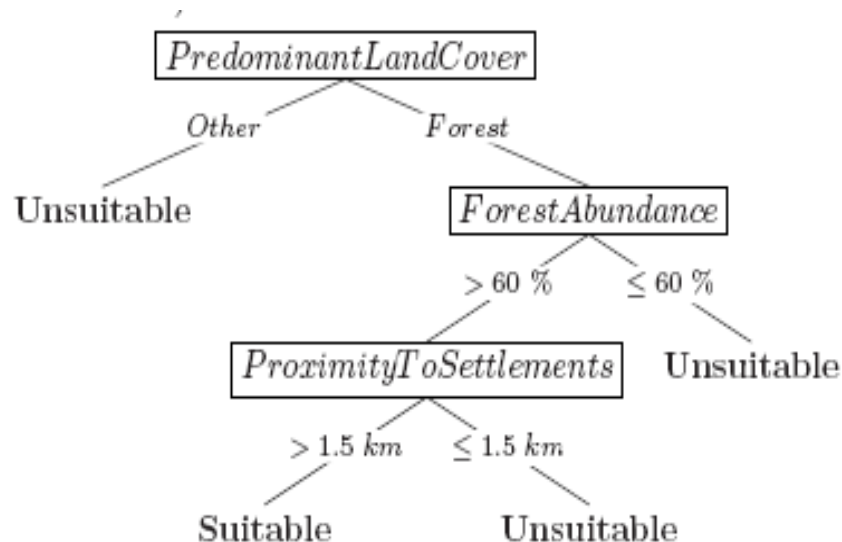 PredominantLandCover
Other Forest
Unsuitable
ForestAbundance
> 60 % ≤ 60 %
ProximityToSettlements Unsuitable
> 1.5 km ≤ 1.5 km
Suitable Unsuitable